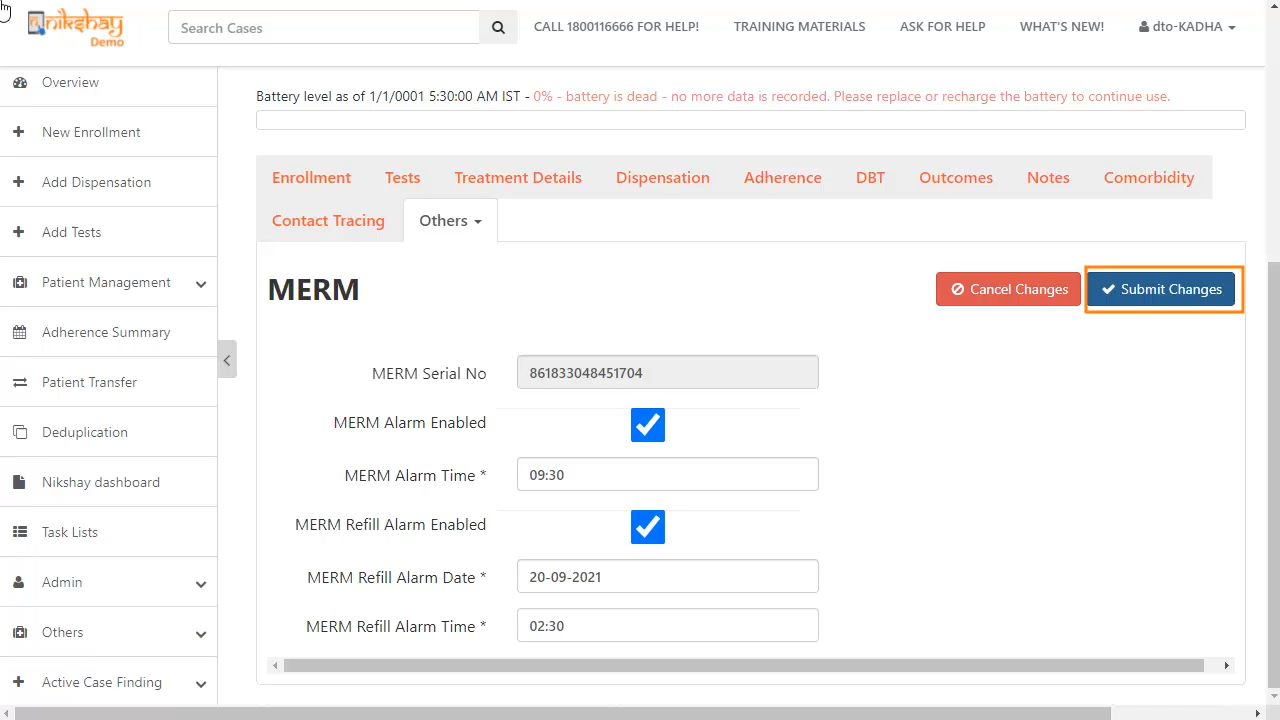 nikshay
Demo
Search Cases
CALL 1800116666 FOR HELP!
TRAINING MATERIALS
ASK FOR HELP
WHAT'S NEW!
dto-KADHA
Overview
New Enrollment
Add Dispensation
Add Tests
Patient Management
Adherence Summary
Patient Transfer
Deduplication
Nikshay dashboard
Task Lists
Admin
Others
Active Case Finding
Battery level as of 1/1/0001 5:30:00 AM IST - 0% - battery is dead - no more data is recorded. Please replace or recharge the battery to continue use.
Enrollment Tests Treatment Details Dispensation Adherence DBT Outcomes Notes Comorbidity
Contact Tracing Others
MERM
Cancel Changes
Submit Changes
MERM Serial No 861833048451704
MERM Alarm Enabled
MERM Alarm Time * 09:30
MERM Refill Alarm Enabled
MERM Refill Alarm Date * 20-09-2021
MERM Refill Alarm Time * 02:30